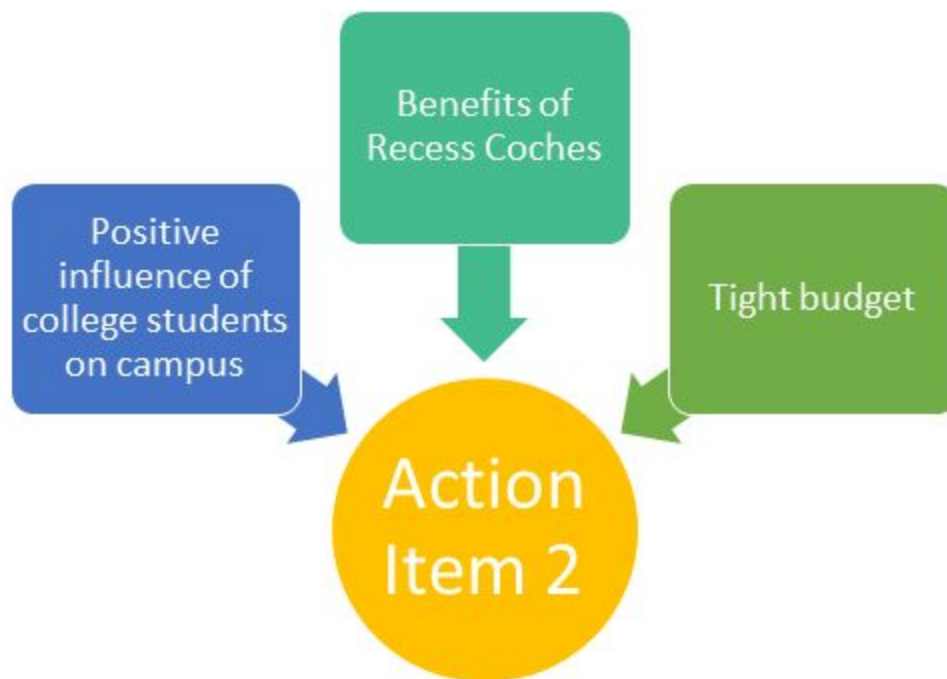 Benefits of
Recess Coches
Positive
influence of
college students
on campus
Tight budget
Action
Item 2